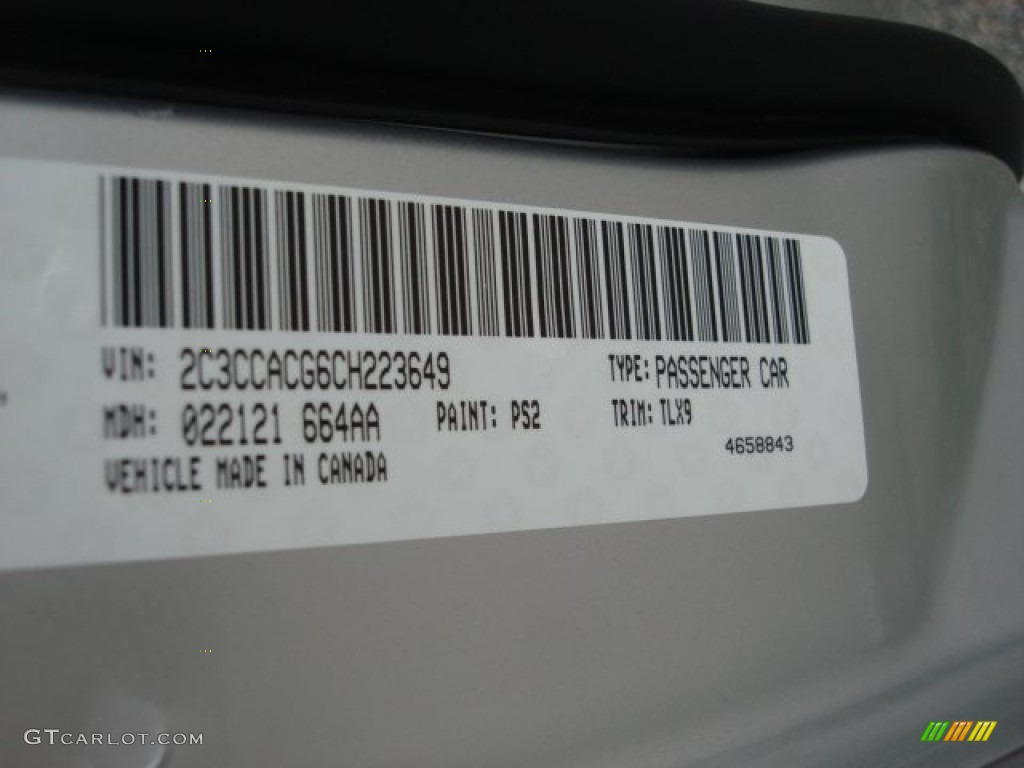 VIN: 2C3CCACG6CH223649 TYPE: PASSENGER CAR
MDH: 022121 664AA PAINT: PS2 TRIM: TLX9
4658843
VEHICLE MADE IN CANADA
GTCARLOT.COM